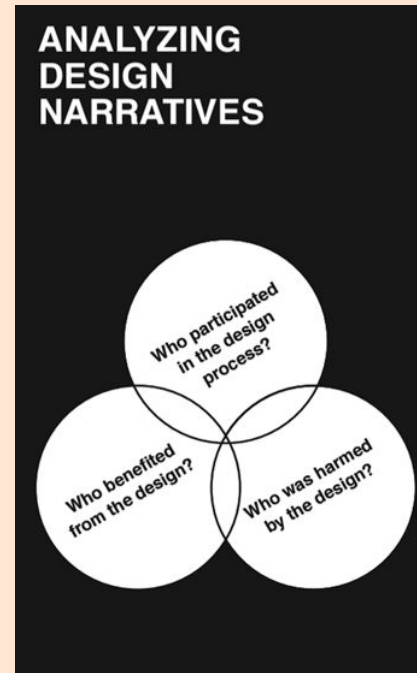 ANALYZING
DESIGN
NARRATIVES
Who participated
in the design
process?
Who benefited
from the design?
Who was harmed
by the design?